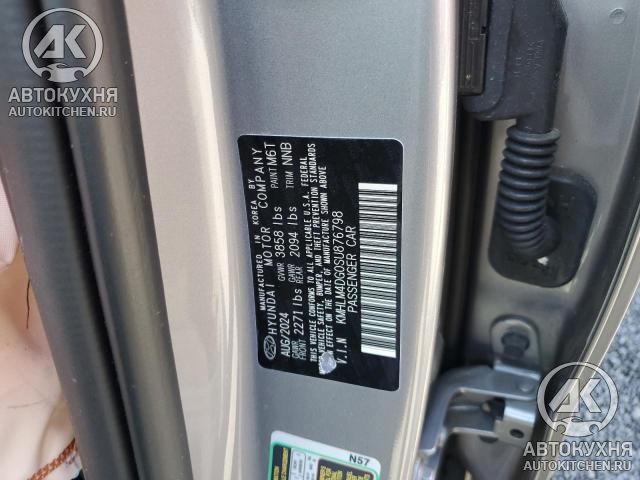 АВТОКУХНЯ
AUTOKITCHEN.RU
MANUFACTURED IN KOREA BY
HYUNDAI MOTOR COMPANY
AUG/2024 GVWR 3858 lbs PAINT M6T
GAWR FRONT 2271 lbs GAWR REAR 2094 lbs TRIM NNB
THIS VEHICLE CONFORMS TO ALL APPLICABLE U.S.A. FEDERAL
MOTOR VEHICLE SAFETY, BUMPER, AND THEFT PREVENTION STANDARDS
IN EFFECT ON THE DATE OF MANUFACTURE SHOWN ABOVE
V.I.N KMHLM4DG0SU876798
PASSENGER CAR
N57
АВТОКУХНЯ
AUTOKITCHEN.RU